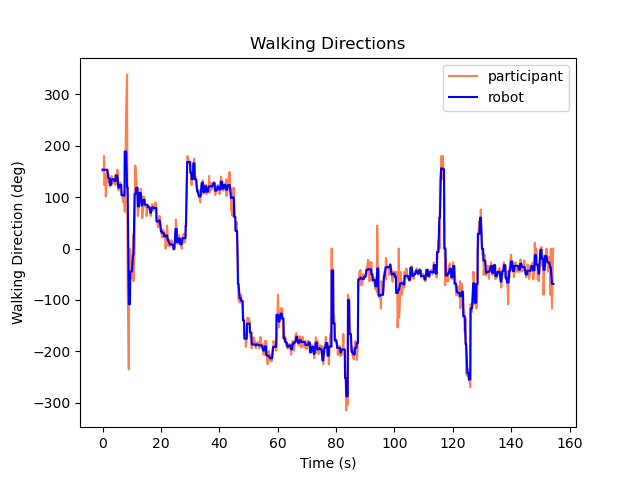 Walking Directions
participant
robot
Walking Direction (deg)
300
200
100
0
−100
−200
−300
0 20 40 60 80 100 120 140 160
Time (s)